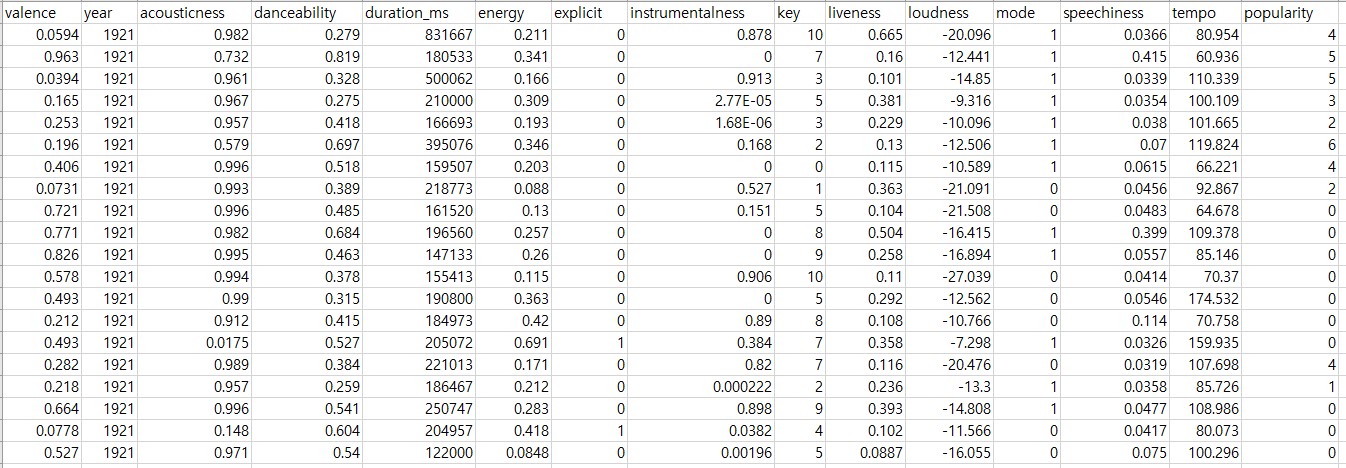 valence year acousticness danceability duration_ms energy explicit instrumentalness key liveness loudness mode speechiness tempo popularity
0.0594 1921 0.982 0.279 831667 0.211 0 0.878 10 0.665 -20.096 1 0.0366 80.954 4
0.963 1921 0.732 0.819 180533 0.341 0 0 7 0.16 -12.441 1 0.415 60.936 5
0.0394 1921 0.961 0.328 500062 0.166 0 0.913 3 0.101 -14.85 1 0.0339 110.339 5
0.165 1921 0.967 0.275 210000 0.309 0 2.77E-05 5 0.381 -9.316 1 0.0354 100.109 3
0.253 1921 0.957 0.418 166693 0.193 0 1.68E-06 3 0.229 -10.096 1 0.038 101.665 2
0.196 1921 0.579 0.697 395076 0.346 0 0.168 2 0.13 -12.506 1 0.07 119.824 6
0.406 1921 0.996 0.518 159507 0.203 0 0 0 0.115 -10.589 1 0.0615 66.221 4
0.0731 1921 0.993 0.389 218773 0.088 0 0.527 1 0.363 -21.091 0 0.0456 92.867 2
0.721 1921 0.996 0.485 161520 0.13 0 0.151 5 0.104 -21.508 0 0.0483 64.678 0
0.771 1921 0.982 0.684 196560 0.257 0 0 8 0.504 -16.415 1 0.399 109.378 0
0.826 1921 0.995 0.463 147133 0.26 0 0 9 0.258 -16.894 1 0.0557 85.146 0
0.578 1921 0.994 0.378 155413 0.115 0 0.906 10 0.11 -27.039 0 0.0414 70.37 0
0.493 1921 0.99 0.315 190800 0.363 0 0 5 0.292 -12.562 0 0.0546 174.532 0
0.212 1921 0.912 0.415 184973 0.42 0 0.89 8 0.108 -10.766 0 0.114 70.758 0
0.493 1921 0.0175 0.527 205072 0.691 1 0.384 7 0.358 -7.298 1 0.0326 159.935 0
0.282 1921 0.989 0.384 221013 0.171 0 0.82 7 0.116 -20.476 0 0.0319 107.698 4
0.218 1921 0.957 0.259 186467 0.212 0 0.000222 2 0.236 -13.3 1 0.0358 85.726 1
0.664 1921 0.996 0.541 250747 0.283 0 0.898 9 0.393 -14.808 1 0.0477 108.986 0
0.0778 1921 0.148 0.604 204957 0.418 1 0.0382 4 0.102 -11.566 0 0.0417 80.073 0
0.527 1921 0.971 0.54 122000 0.0848 0 0.00196 5 0.0887 -16.055 0 0.075 100.296 0